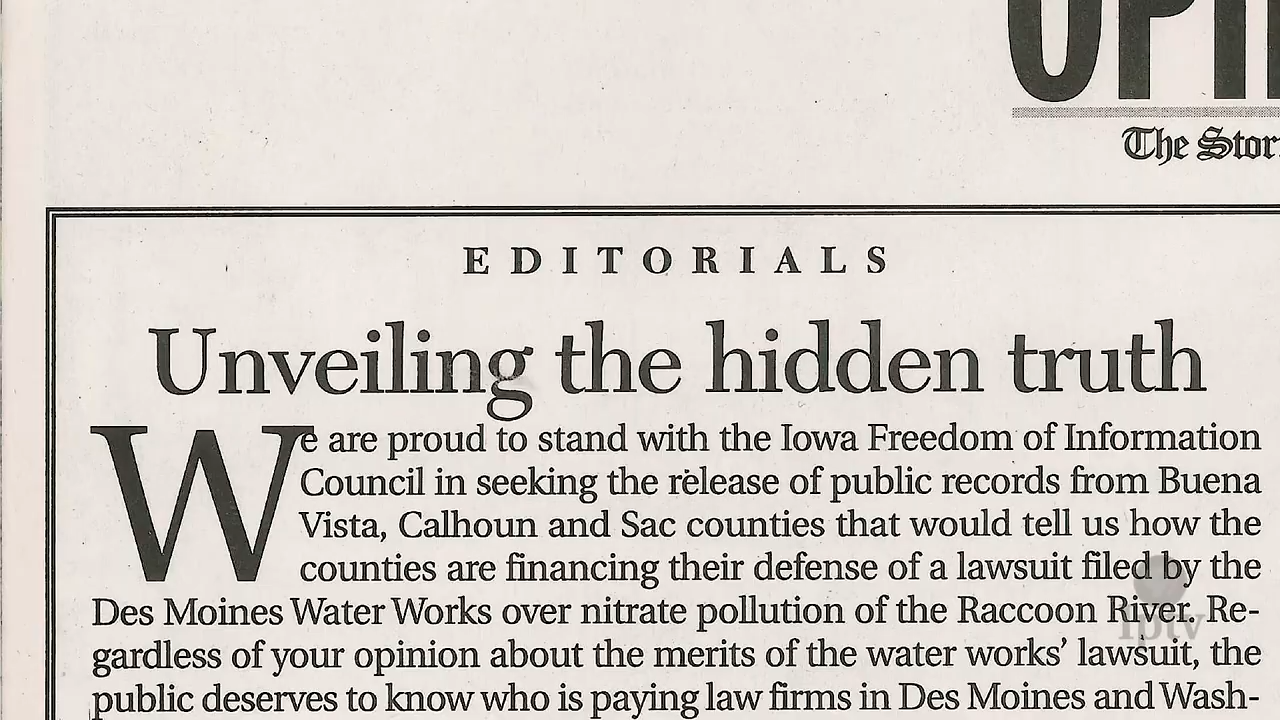 The
EDITORIALS
Unveiling the hidden truth
We are proud to stand with the Iowa Freedom of Information
Council in seeking the release of public records from Buena
Vista, Calhoun and Sac counties that would tell us how the
counties are financing their defense of a lawsuit filed by the
Des Moines Water Works over nitrate pollution of the Raccoon River. Re-
gardless of your opinion about the merits of the water works' lawsuit, the
public deserves to know who is paying law firms in Des Moines and Wash-
iptv